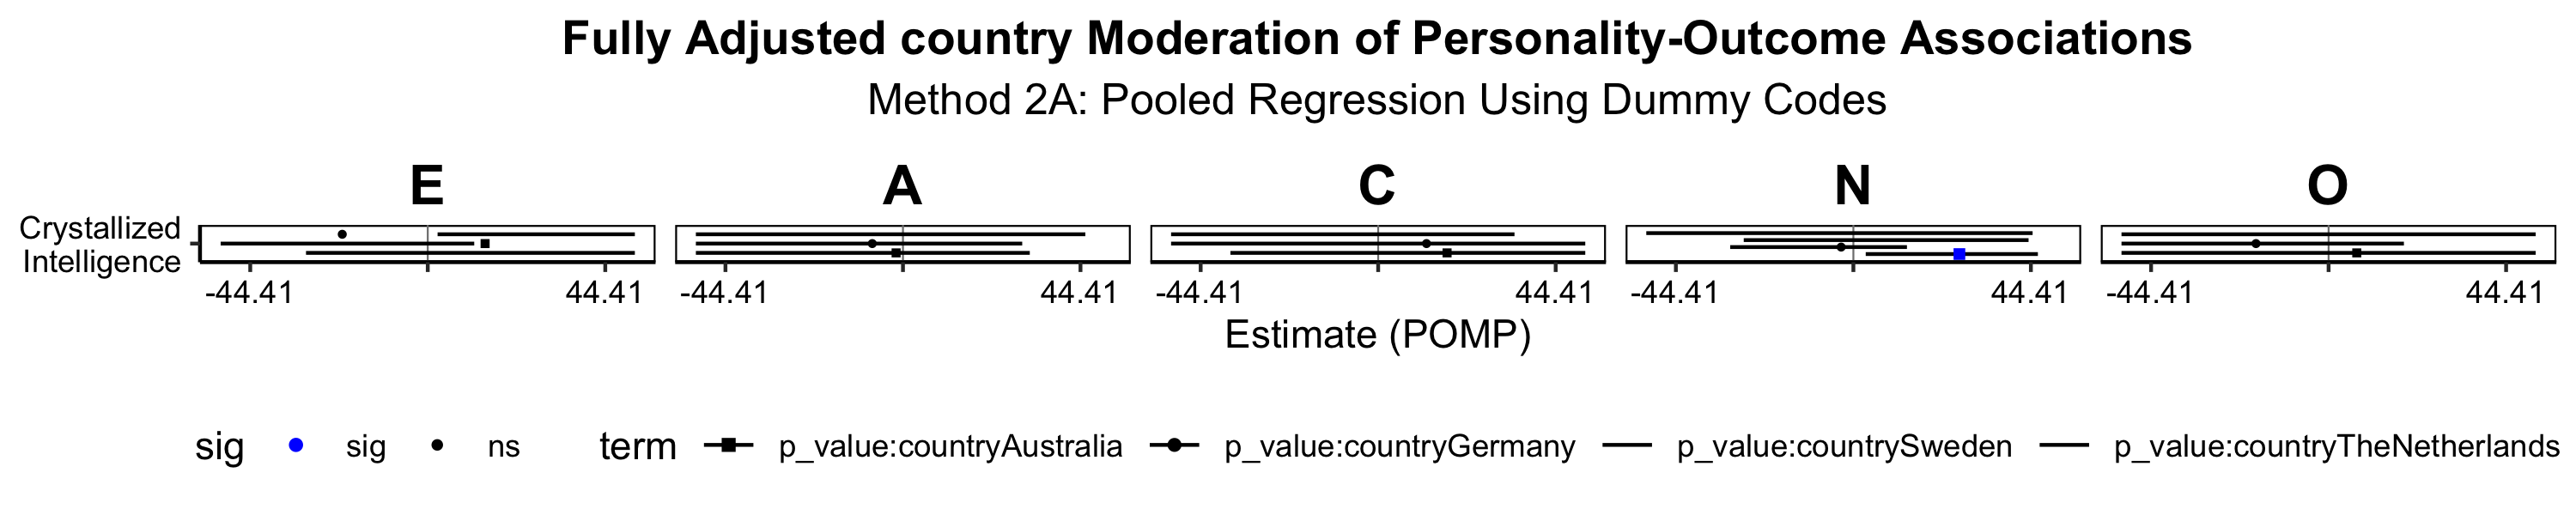 Fully Adjusted country Moderation of Personality-Outcome Associations
Method 2A: Pooled Regression Using Dummy Codes
E A C N O
Crystallized
Intelligence
-44.41 44.41 -44.41 44.41 -44.41 44.41 -44.41 44.41 -44.41 44.41
Estimate (POMP)
sig sig ns term p_value:countryAustralia p_value:countryGermany p_value:countrySweden p_value:countryTheNetherlands